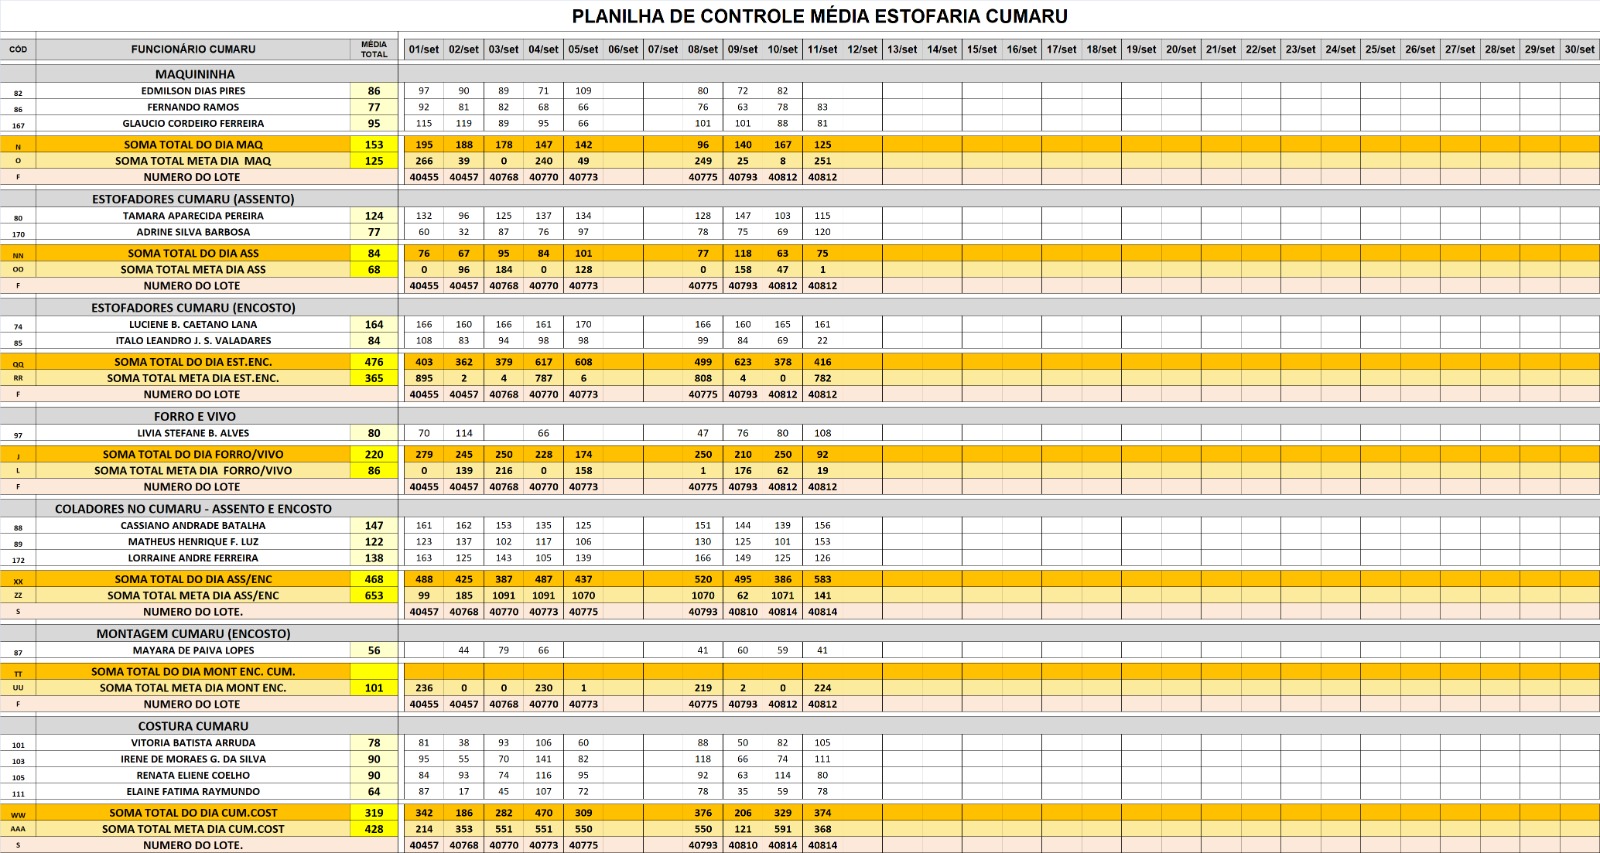 PLANILHA DE CONTROLE MÉDIA ESTOFARIA CUMARU
CÓD FUNCIONÁRIO CUMARU MÉDIA TOTAL 01/set 02/set 03/set 04/set 05/set 06/set 07/set 08/set 09/set 10/set 11/set 12/set 13/set 14/set 15/set 16/set 17/set 18/set 19/set 20/set 21/set 22/set 23/set 24/set 25/set 26/set 27/set 28/set 29/set 30/set
MAQUININHA
82 EDMILSON DIAS PIRES 86 97 90 89 71 109 80 72 82
86 FERNANDO RAMOS 77 92 81 82 68 66 76 63 78 83
167 GLAUCIO CORDEIRO FERREIRA 95 115 119 89 95 66 101 101 88 81
N SOMA TOTAL DO DIA MAQ 153 195 188 178 147 142 96 140 167 125
O SOMA TOTAL META DIA MAQ 125 266 39 0 240 49 249 25 8 251
F NUMERO DO LOTE 40455 40457 40768 40770 40773 40775 40793 40812 40812
ESTOFADORES CUMARU (ASSENTO)
80 TAMARA APARECIDA PEREIRA 124 132 96 125 137 134 128 147 103 115
170 ADRINE SILVA BARBOSA 77 60 32 87 76 97 78 75 69 120
NN SOMA TOTAL DO DIA ASS 84 76 67 95 84 101 77 118 63 75
OO SOMA TOTAL META DIA ASS 68 0 96 184 0 128 0 158 47 1
F NUMERO DO LOTE 40455 40457 40768 40770 40773 40775 40793 40812 40812
ESTOFADORES CUMARU (ENCOSTO)
74 LUCIENE B. CAETANO LANA 164 166 160 166 161 170 166 160 165 161
85 ITALO LEANDRO J. S. VALADARES 84 108 83 94 98 98 99 84 69 22
QQ SOMA TOTAL DO DIA EST.ENC. 476 403 362 379 617 608 499 623 378 416
RR SOMA TOTAL META DIA EST.ENC. 365 895 2 4 787 6 808 4 0 782
F NUMERO DO LOTE 40455 40457 40768 40770 40773 40775 40793 40812 40812
FORRO E VIVO
97 LIVIA STEFANE B. ALVES 80 70 114 66 47 76 80 108
J SOMA TOTAL DO DIA FORRO/VIVO 220 279 245 250 228 174 250 210 250 92
L SOMA TOTAL META DIA FORRO/VIVO 86 0 139 216 0 158 1 176 62 19
F NUMERO DO LOTE 40455 40457 40768 40770 40773 40775 40793 40812 40812
COLADORES NO CUMARU - ASSENTO E ENCOSTO
88 CASSIANO ANDRADE BATALHA 147 161 162 153 135 125 151 144 139 156
89 MATHEUS HENRIQUE F. LUZ 122 123 137 102 117 106 130 125 101 153
172 LORRAINE ANDRE FERREIRA 138 163 125 143 105 139 166 149 125 126
XX SOMA TOTAL DO DIA ASS/ENC 468 488 425 387 487 437 520 495 386 583
ZZ SOMA TOTAL META DIA ASS/ENC 653 99 185 1091 1091 1070 1070 62 1071 141
S NUMERO DO LOTE. 40457 40768 40770 40773 40775 40793 40810 40814 40814
MONTAGEM CUMARU (ENCOSTO)
87 MAYARA DE PAIVA LOPES 56 44 79 66 41 60 59 41
TT SOMA TOTAL DO DIA MONT ENC. CUM.
UU SOMA TOTAL META DIA MONT ENC. 101 236 0 0 230 1 219 2 0 224
F NUMERO DO LOTE 40455 40457 40768 40770 40773 40775 40793 40812 40812
COSTURA CUMARU
101 VITORIA BATISTA ARRUDA 78 81 38 93 106 60 88 50 82 105
103 IRENE DE MORAES G. DA SILVA 90 95 55 70 141 82 118 66 74 111
105 RENATA ELIENE COELHO 90 84 93 74 116 95 92 63 114 80
111 ELAINE FATIMA RAYMUNDO 64 87 17 45 107 72 78 35 59 78
WW SOMA TOTAL DO DIA CUM.COST 319 342 186 282 470 309 376 206 329 374
AAA SOMA TOTAL META DIA CUM.COST 428 214 353 551 551 550 550 121 591 368
S NUMERO DO LOTE. 40457 40768 40770 40773 40775 40793 40810 40814 40814